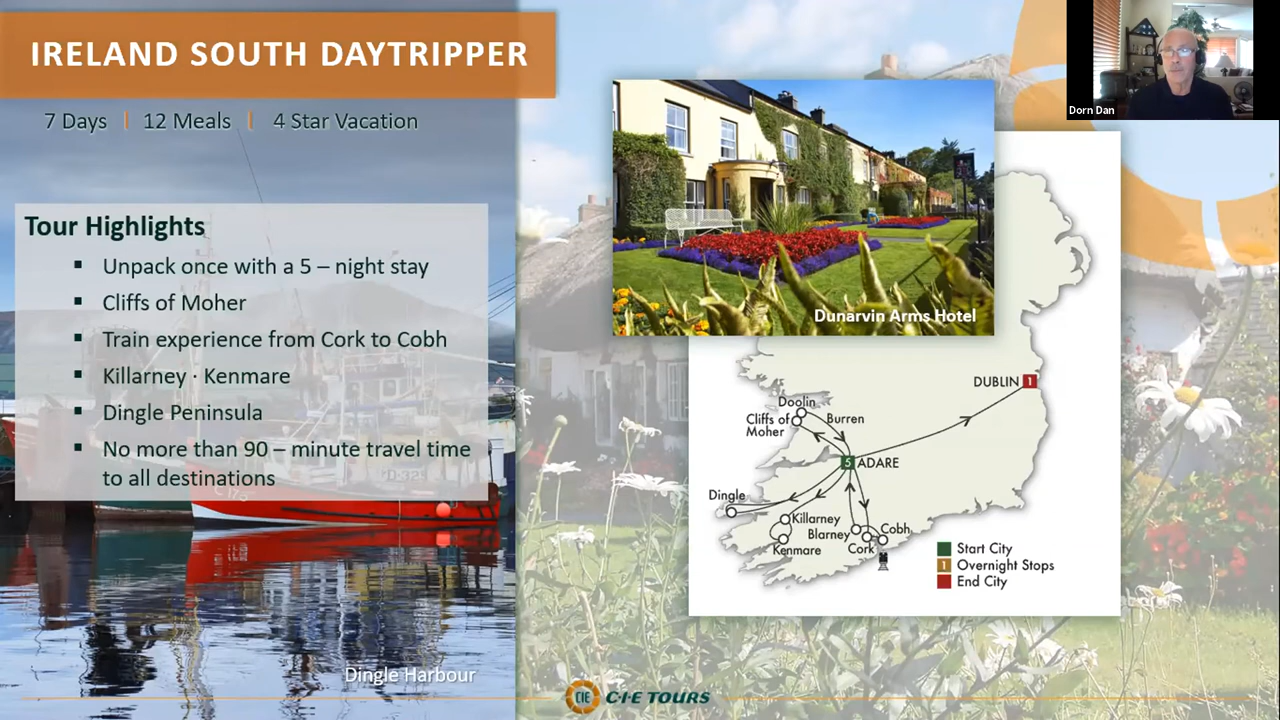 IRELAND SOUTH DAYTRIPPER
7 Days | 12 Meals | 4 Star Vacation
Tour Highlights
▪ Unpack once with a 5 – night stay
▪ Cliffs of Moher
▪ Train experience from Cork to Cobh
▪ Killarney · Kenmare
▪ Dingle Peninsula
▪ No more than 90 – minute travel time
to all destinations
Dingle Harbour
Dunarvin Arms Hotel
Dorn Dan
DUBLIN 1
Doolin
Cliffs of
Moher
Burren
5 ADARE
Dingle
Killarney
Kenmare
Blarney
Cork
Cobh
Start City
1 Overnight Stops
End City
CIE C·I·E TOURS